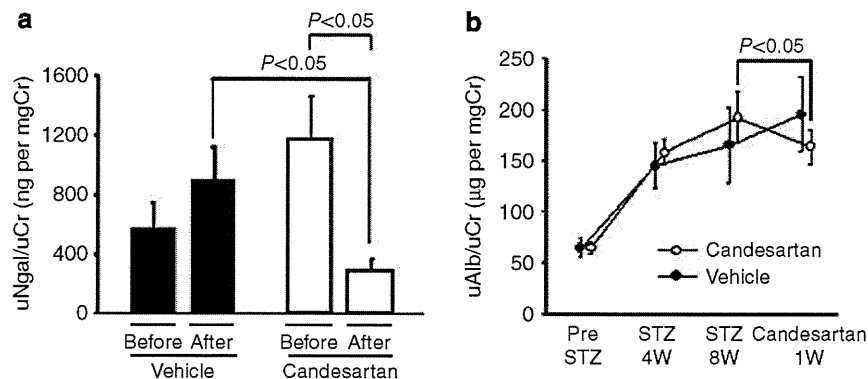 a
P<0.05
P<0.05
uNgal/uCr (ng per mgCr)
1600
1200
800
400
0
Before After
Before After
Vehicle
Candesartan
b
P<0.05
uAlb/uCr (µg per mgCr)
250
200
150
100
50
0
Candesartan
Vehicle
Pre STZ
STZ 4W
STZ 8W
Candesartan 1W